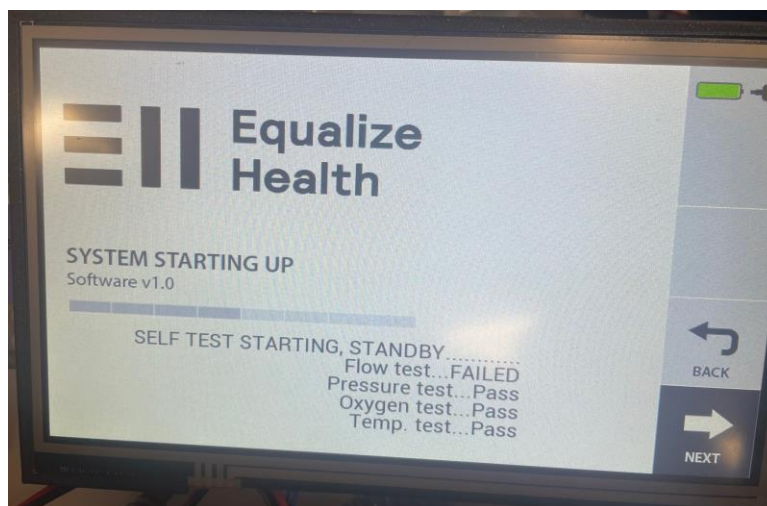 Equalize
Health
SYSTEM STARTING UP
Software v1.0
SELF TEST STARTING, STANDBY............
Flow test...FAILED
Pressure test...Pass
Oxygen test...Pass
Temp. test...Pass
BACK
NEXT